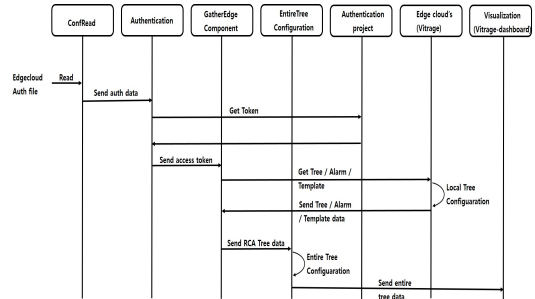 ConfRead
Authentication
GatherEdge
Component
EntireTree
Configuration
Authentication
project
Edge cloud's
(Vitrage)
Visualization
(Vitrage-dashboard)
Edgecloud
Auth file
Read
Send auth data
Get Token
Send access token
Get Tree / Alarm /
Template
Local Tree
Configuaration
Send Tree / Alarm
/ Template data
Send RCA Tree data
Entire Tree
Configuaration
Send entire
tree data